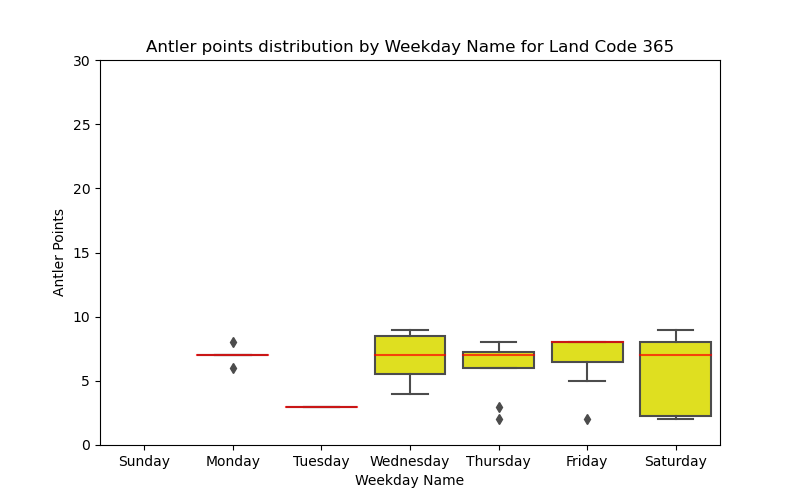 Antler points distribution by Weekday Name for Land Code 365
30
25
20
15
10
5
0
Antler Points
Sunday Monday Tuesday Wednesday Thursday Friday Saturday
Weekday Name